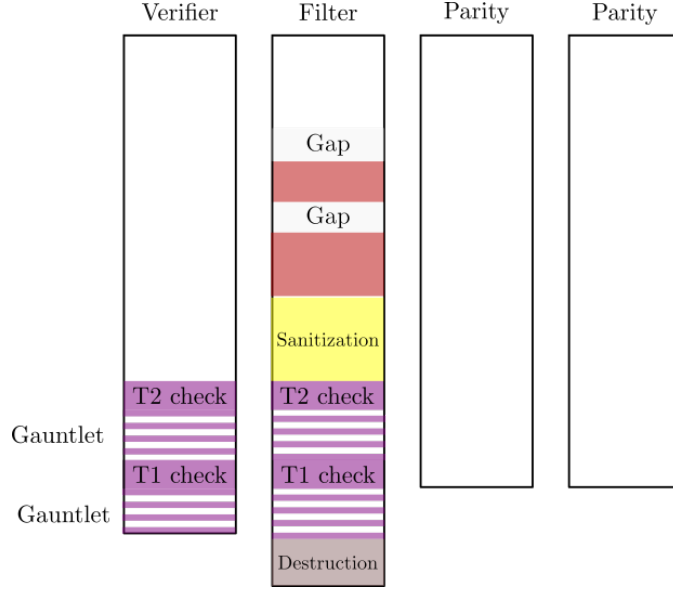 Verifier
Filter
Parity
Parity
Gap
Gap
Sanitization
T2 check
T2 check
Gauntlet
T1 check
T1 check
Gauntlet
Destruction